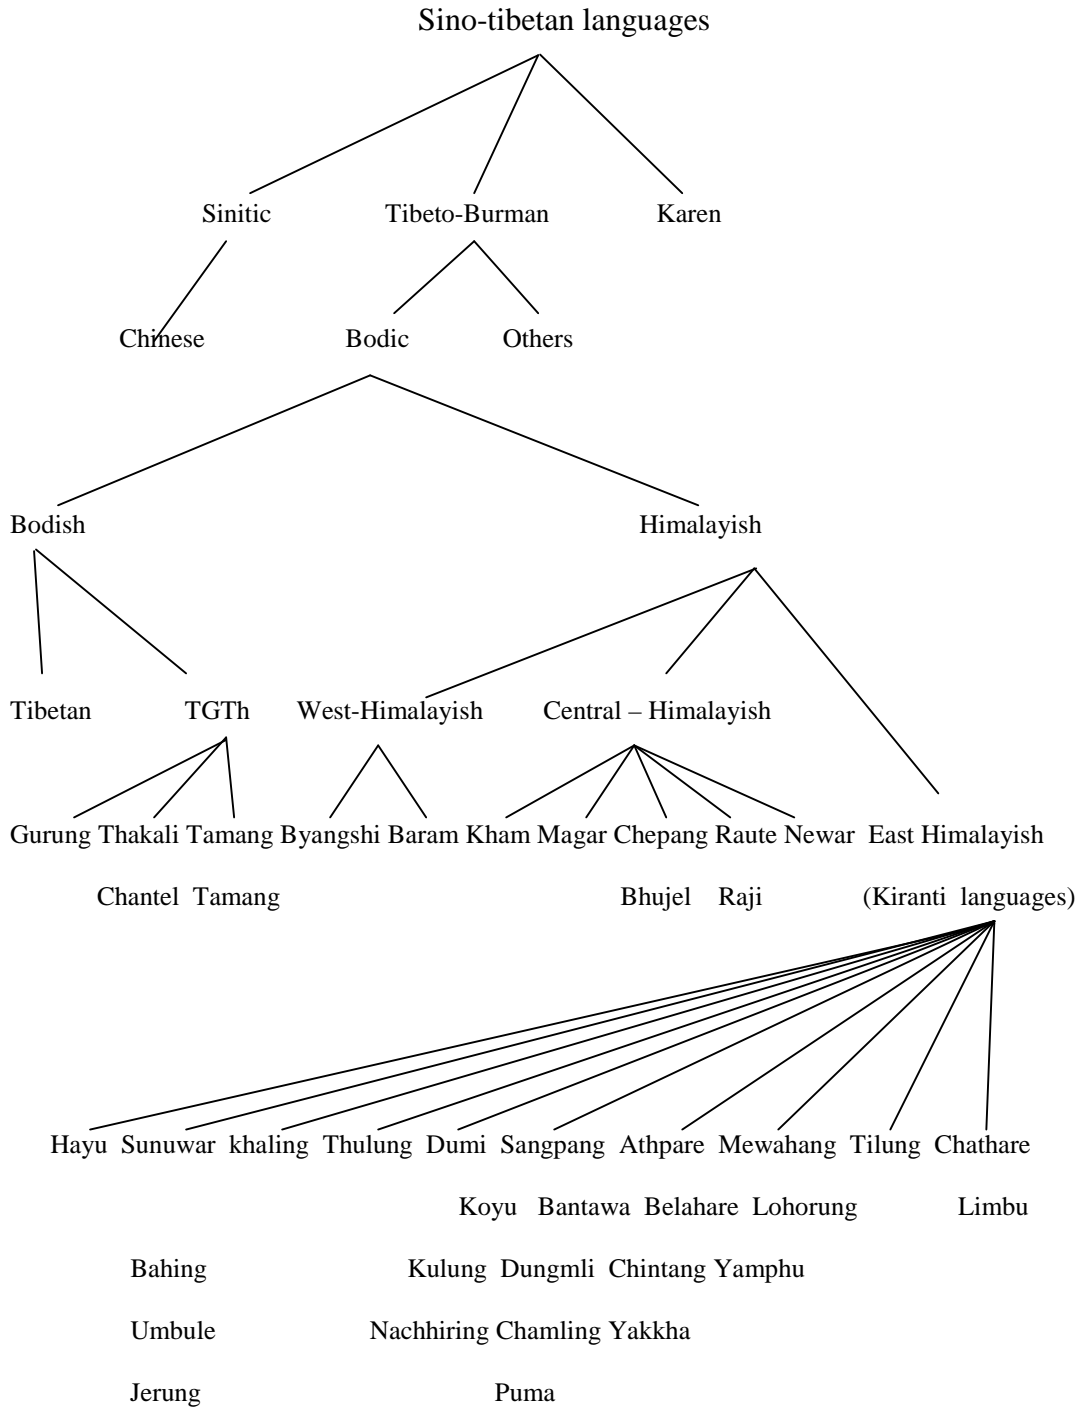 Sino-tibetan languages
Sinitic Tibeto-Burman Karen
Chinese Bodic Others
Bodish Himalayish
Tibetan TGTh West-Himalayish Central – Himalayish
Gurung Thakali Tamang Byangshi Baram Kham Magar Chepang Raute Newar East Himalayish
Chantel Tamang Bhujel Raji (Kiranti languages)
Hayu Sunuwar khaling Thulung Dumi Sangpang Athpare Mewahang Tilung Chathare
Koyu Bantawa Belahare Lohorung Limbu
Bahing Kulung Dungmli Chintang Yamphu
Umbule Nachhiring Chamling Yakkha
Jerung Puma